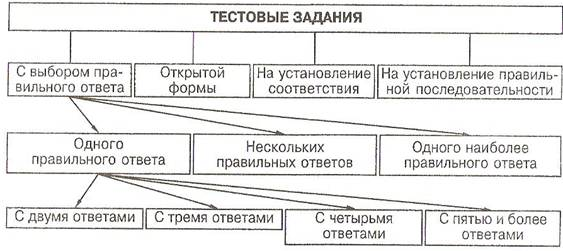 ТЕСТОВЫЕ ЗАДАНИЯ
С выбором пра-
вильного ответа
Открытой
формы
На установление
соответствия
На установление правиль-
ной последовательности
Одного
правильного ответа
Нескольких
правильных ответов
Одного наиболее
правильного ответа
С двумя ответами
С тремя ответами
С четырьмя
ответами
С пятью и более
ответами